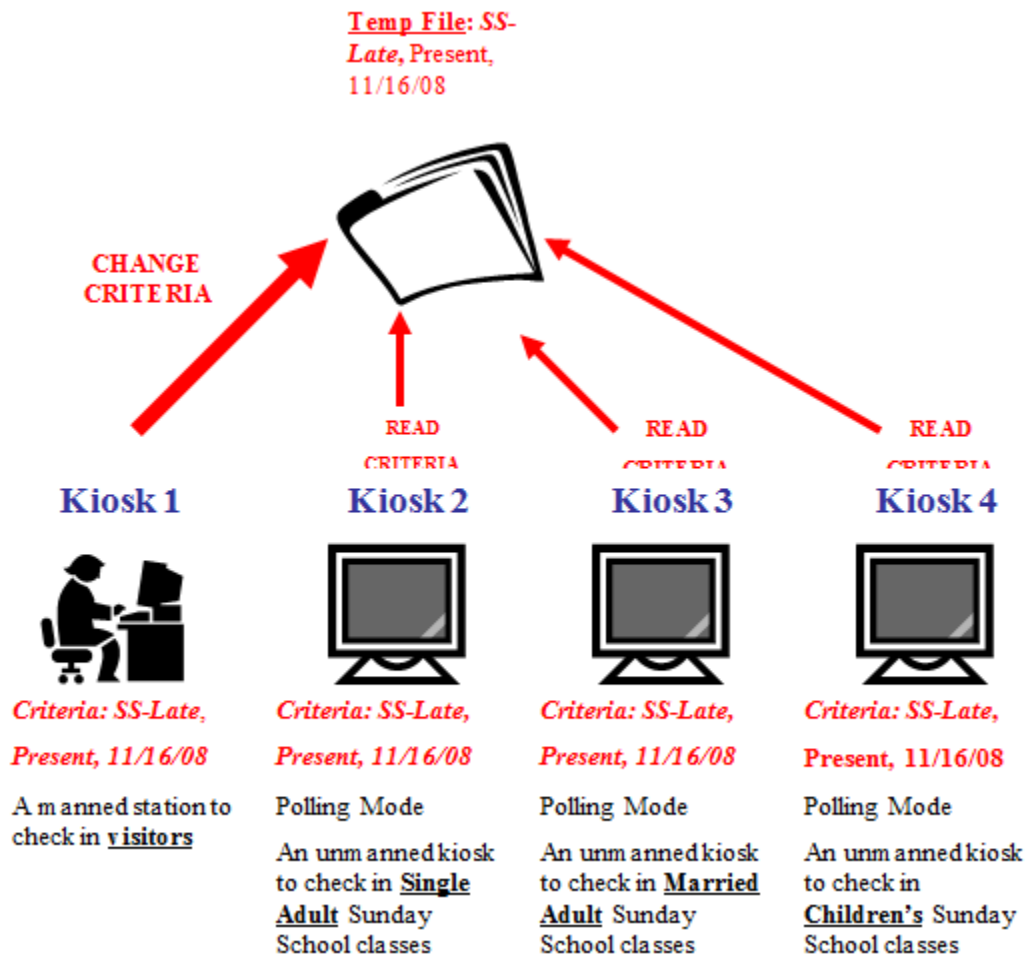 Temp File: SS-
Late, Present,
11/16/08
CHANGE
CRITERIA
READ
CRITERIA
READ
CRITERIA
READ
CRITERIA
Kiosk 1
Kiosk 2
Kiosk 3
Kiosk 4
Criteria: SS-Late,
Present, 11/16/08
A manned station to
check in visitors
Criteria: SS-Late,
Present, 11/16/08
Polling Mode
An unmanned kiosk
to check in Single
Adult Sunday
School classes
Criteria: SS-Late,
Present, 11/16/08
Polling Mode
An unmanned kiosk
to check in Married
Adult Sunday
School classes
Criteria: SS-Late,
Present, 11/16/08
Polling Mode
An unmanned kiosk
to check in
Children's Sunday
School classes